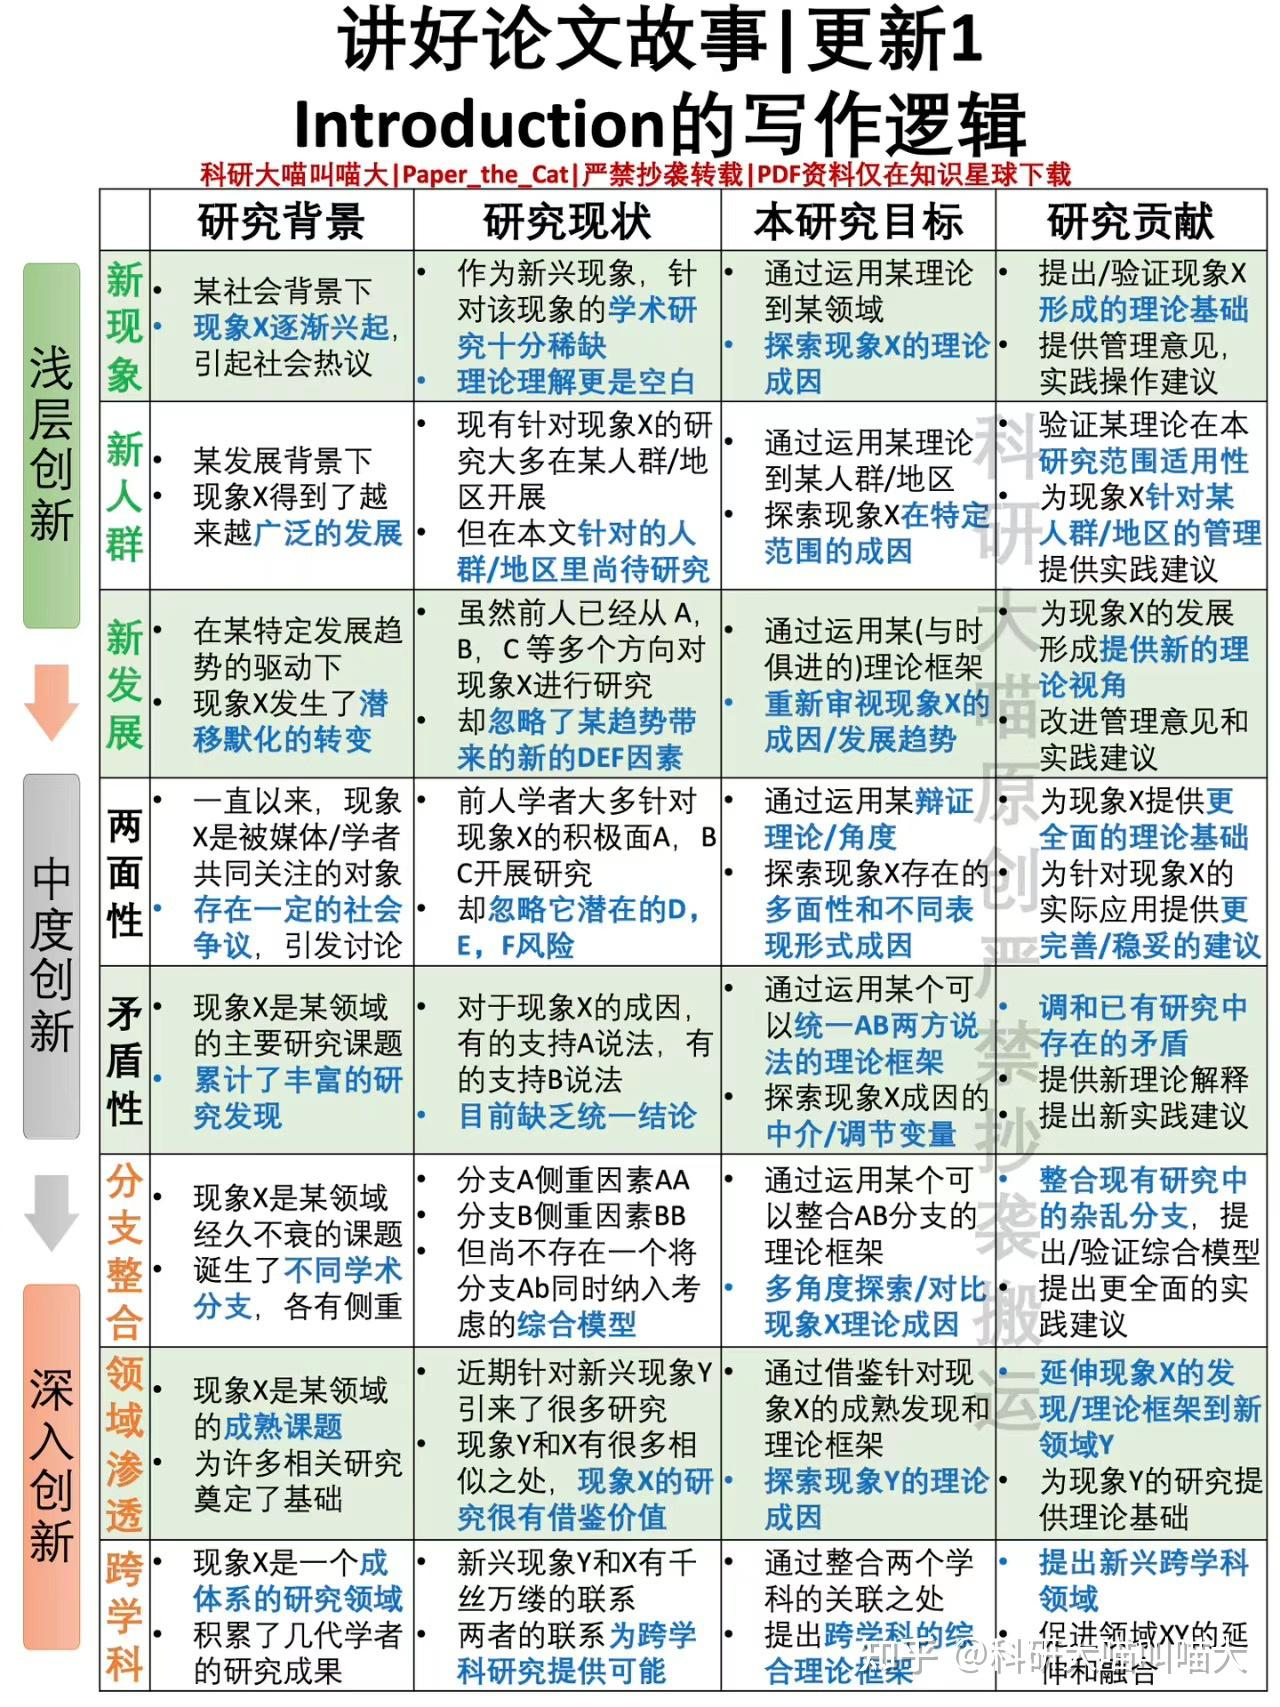 讲好论文故事|更新1
Introduction的写作逻辑
科研大喵叫喵大|Paper_the_Cat|严禁抄袭转载|PDF资料仅在知识星球下载
研究背景
研究现状
本研究目标
研究贡献
浅层创新
新现象
• 某社会背景下
• 现象X逐渐兴起,
引起社会热议
• 作为新兴现象，针
对该现象的学术研
究十分稀缺
• 理论理解更是空白
• 通过运用某理论
到某领域
• 探索现象X的理论
成因
• 提出/验证现象X
形成的理论基础
• 提供管理意见，
实践操作建议
新人群
• 某发展背景下
• 现象X得到了越
来越广泛的发展
• 现有针对现象X的研
究大多在某人群/地
区开展
• 但在本文针对的人
群/地区里尚待研究
• 通过运用某理论
到某人群/地区
• 探索现象X在特定
范围的成因
• 验证某理论在本
研究范围适用性
• 为现象X针对某
人群/地区的管理
提供实践建议
新发展
• 在某特定发展趋
势的驱动下
• 现象X发生了潜
移默化的转变
• 虽然前人已经从 A，
B，C 等多个方向对
现象X进行研究
• 却忽略了某趋势带
来的新的DEF因素
• 通过运用某(与时
俱进的)理论框架
• 重新审视现象X的
成因/发展趋势
• 为现象X的发展
形成提供新的理
论视角
• 改进管理意见和
实践建议
中度创新
两面性
• 一直以来，现象
X是被媒体/学者
共同关注的对象
• 存在一定的社会
争议，引发讨论
• 前人学者大多针对
现象X的积极面A，B
C开展研究
• 却忽略它潜在的D，
E，F风险
• 通过运用某辩证
理论/角度
• 探索现象X存在的
多面性和不同表
现形式成因
• 为现象X提供更
全面的理论基础
• 为针对现象X的
实际应用提供更
完善/稳妥的建议
矛盾性
• 现象X是某领域
的主要研究课题
• 累计了丰富的研
究发现
• 对于现象X的成因，
有的支持A说法，有
的支持B说法
• 目前缺乏统一结论
• 通过运用某个可
以统一AB两方说
法的理论框架
• 探索现象X成因的
中介/调节变量
• 调和已有研究中
存在的矛盾
• 提供新理论解释
• 提出新实践建议
深入创新
分支整合
• 现象X是某领域
经久不衰的课题
• 诞生了不同学术
分支，各有侧重
• 分支A侧重因素AA
• 分支B侧重因素BB
• 但尚不存在一个将
分支Ab同时纳入考
虑的综合模型
• 通过运用某个可
以整合AB分支的
理论框架
• 多角度探索/对比
现象X理论成因
• 整合现有研究中
的杂乱分支，提
出/验证综合模型
• 提出更全面的实
践建议
领域渗透
• 现象X是某领域
的成熟课题
• 为许多相关研究
奠定了基础
• 近期针对新兴现象Y
引来了很多研究
• 现象Y和X有很多相
似之处，现象X的研
究很有借鉴价值
• 通过借鉴针对现
象X的成熟发现和
理论框架
• 探索现象Y的理论
成因
• 延伸现象X的发
现/理论框架到新
领域Y
• 为现象Y的研究提
供理论基础
跨学科
• 现象X是一个成
体系的研究领域
• 积累了几代学者
的研究成果
• 新兴现象Y和X有千
丝万缕的联系
• 两者的联系为跨学
科研究提供可能
• 通过整合两个学
科的关联之处
• 提出跨学科的综
合理论框架
• 提出新兴跨学科
领域
• 促进领域XY的延
伸和融合
科研大喵原创严禁抄袭搬运
知乎 @科研大喵叫喵大